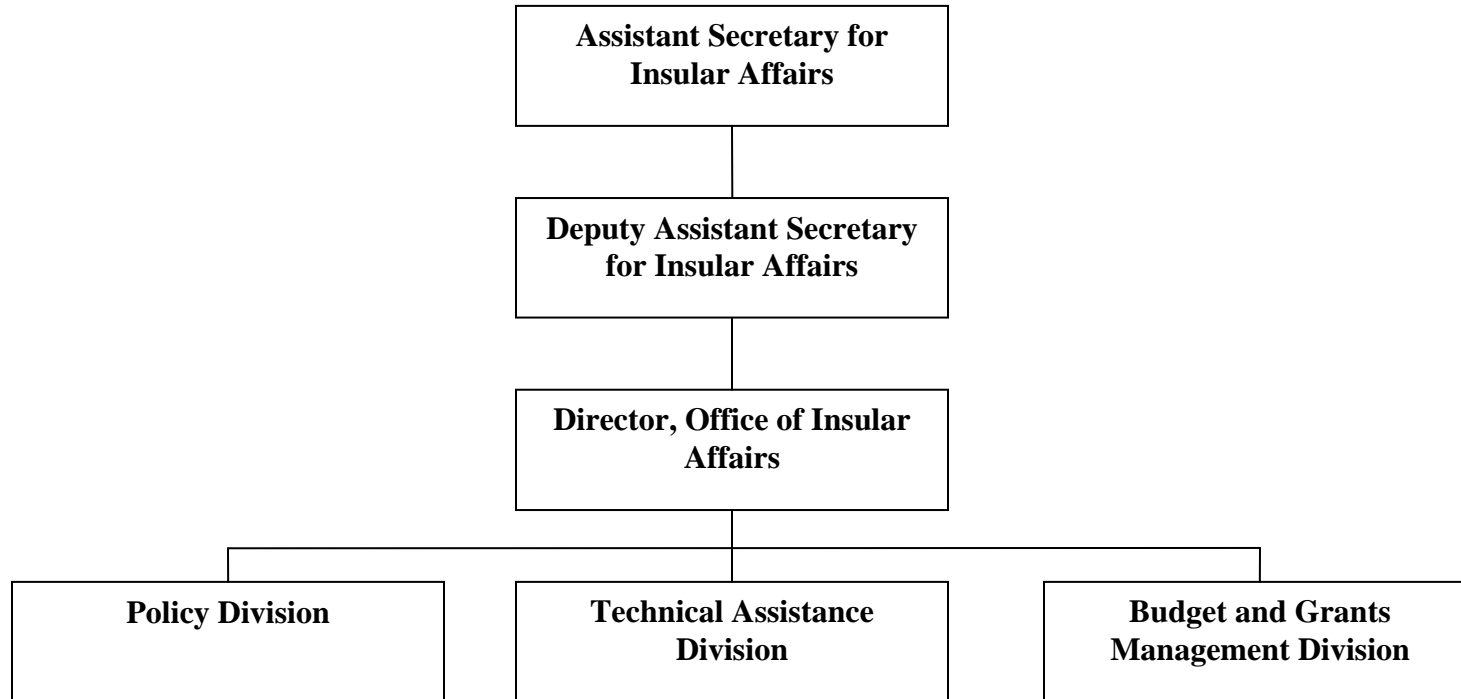 Assistant Secretary for
Insular Affairs
Deputy Assistant Secretary
for Insular Affairs
Director, Office of Insular
Affairs
Policy Division
Technical Assistance
Division
Budget and Grants
Management Division